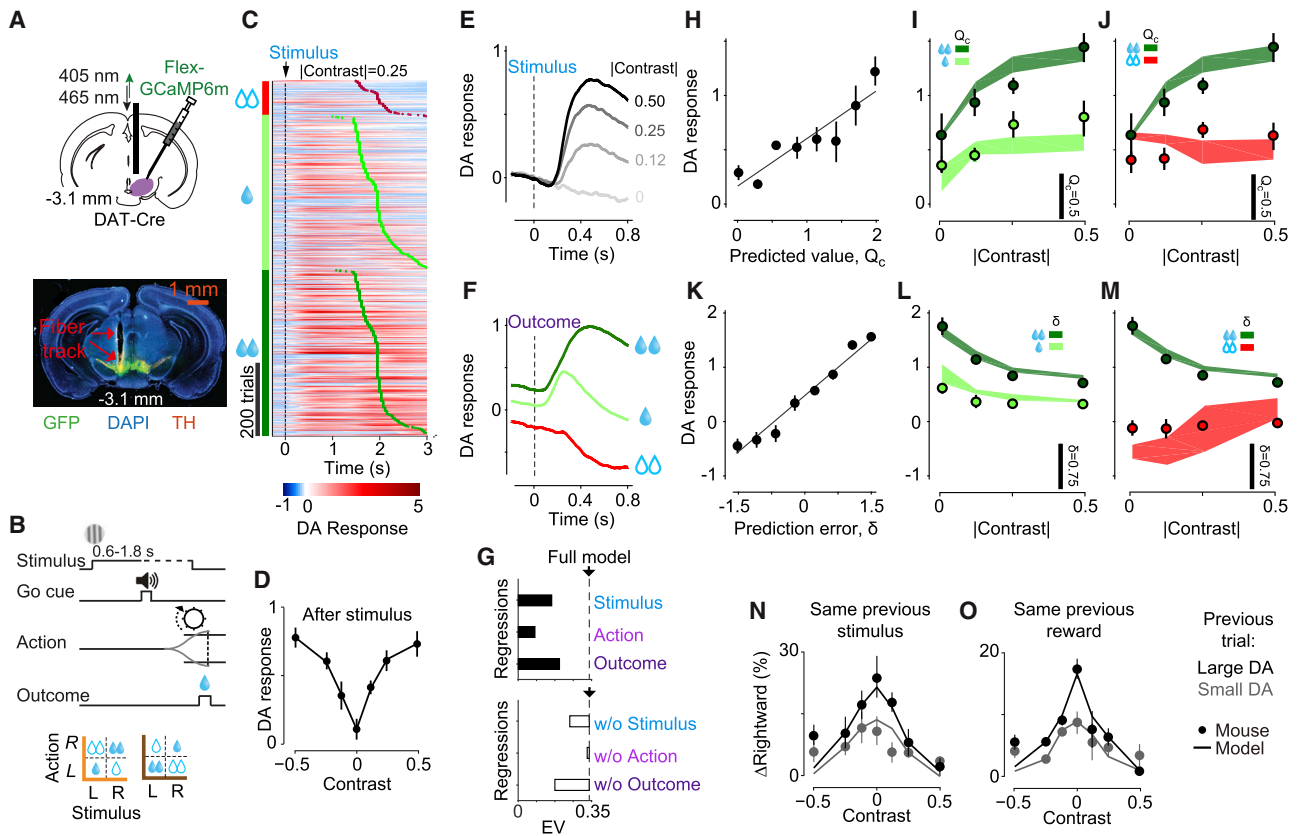 A
405 nm
465 nm
Flex-
GCaMP6m
-3.1 mm
DAT-Cre
1 mm
Fiber
track
-3.1 mm
GFP DAPI TH
B
0.6-1.8 s
Stimulus
Go cue
Action
Outcome
Action
R
L
L R L R
Stimulus
C
Stimulus
|Contrast|=0.25
200 trials
0 1 2 3
Time (s)
-1 0 5
DA Response
D
After stimulus
1
DA response
0
−0.5 0 0.5
Contrast
E
Stimulus
|Contrast|
1
DA response
0
0.50
0.25
0.12
0
0 0.4 0.8
Time (s)
F
Outcome
1
DA response
0
0 0.4 0.8
Time (s)
G
Full model
Regressions
Stimulus
Action
Outcome
Regressions
w/o Stimulus
w/o Action
w/o Outcome
0 0.35
EV
H
1
DA response
0
0 1 2
Predicted value, Qc
I
Qc
1
0
Qc=0.5
0 0.5
|Contrast|
J
Qc
Qc=0.5
0 0.5
|Contrast|
K
2
1
DA response
0
-1
-1.5 0 1.5
Prediction error, δ
L
δ
2
1
0
-1
δ=0.75
0 0.5
|Contrast|
M
δ
δ=0.75
0 0.5
|Contrast|
N
Same previous
stimulus
30
ΔRightward (%)
0
−0.5 0 0.5
Contrast
O
Same previous
reward
20
0
−0.5 0 0.5
Contrast
Previous
trial:
Large DA
Small DA
Mouse
Model